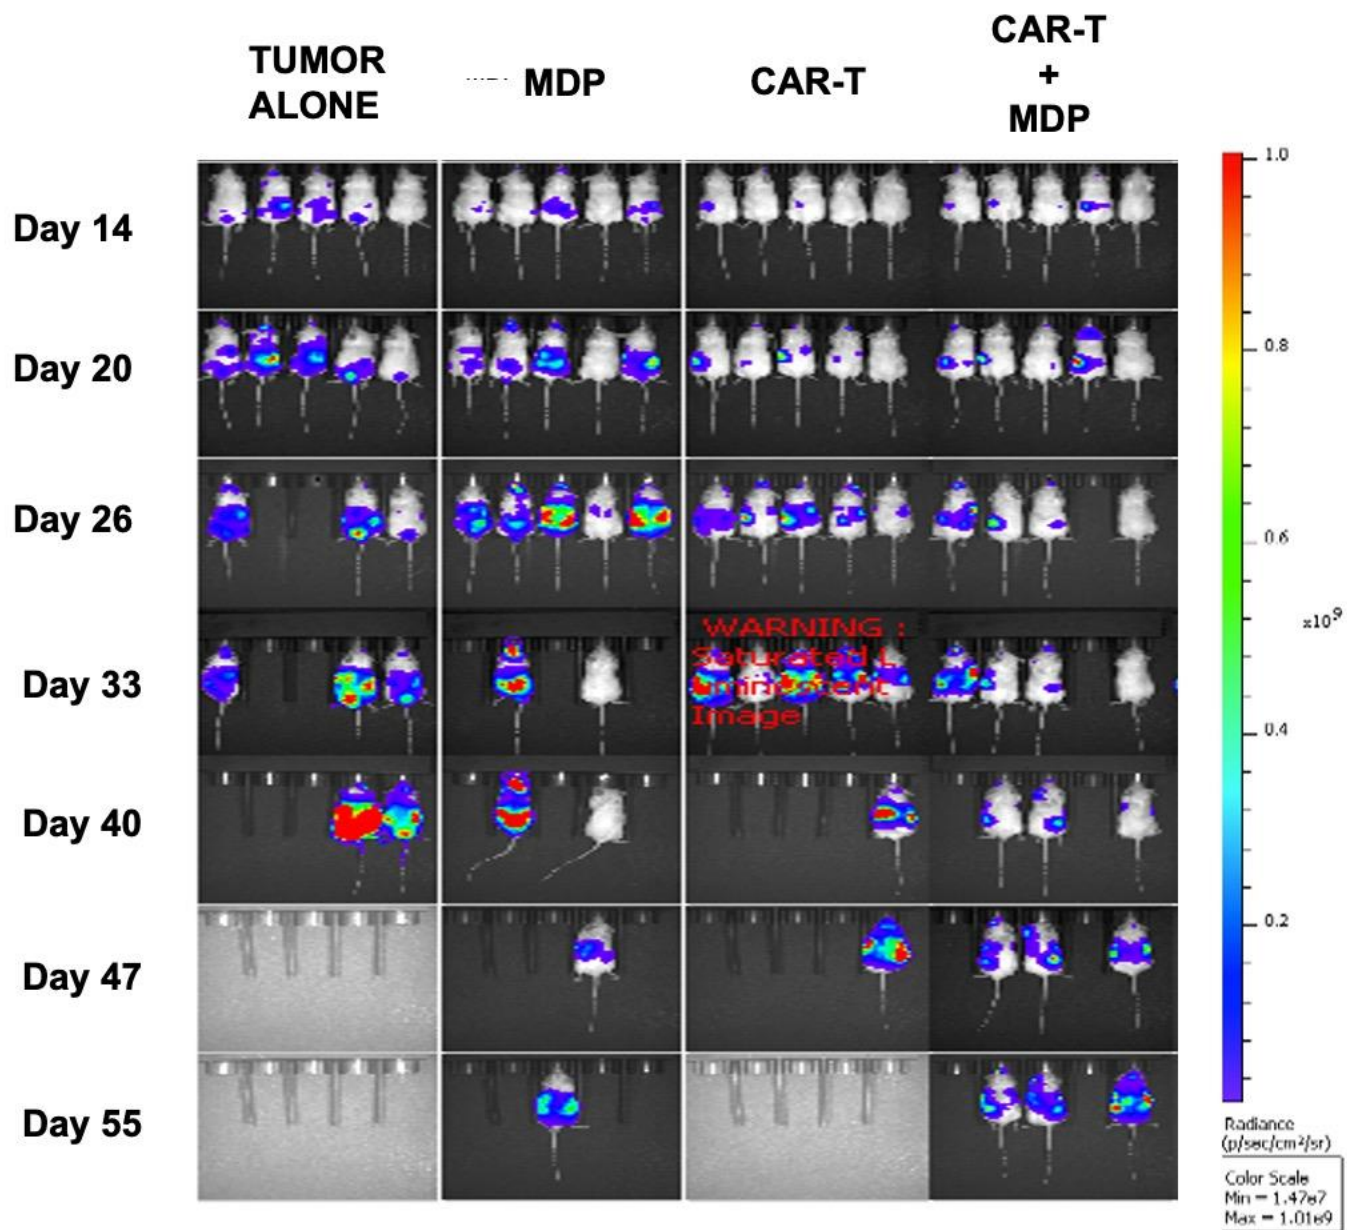 TUMOR
ALONE
MDP
CAR-T
CAR-T
+
MDP
Day 14
Day 20
Day 26
Day 33
WARNING :
Saturated L
uminescent
Image
Day 40
Day 47
Day 55
1.0
0.8
0.6
x10⁹
0.4
0.2
Radiance
(p/sec/cm²/sr)
Color Scale
Min = 1.47e7
Max = 1.01e9